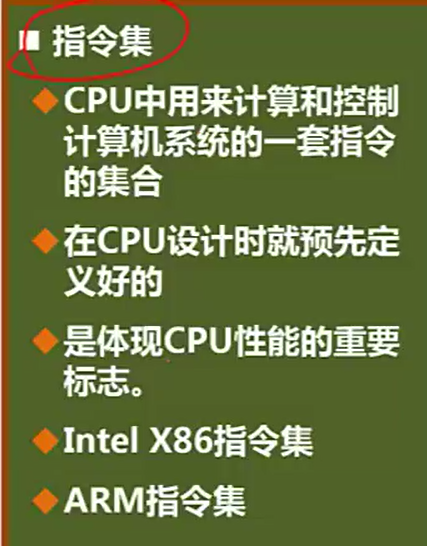 指令集
CPU中用来计算和控制
计算机系统的一套指令
的集合
在CPU设计时就预先定
义好的
是体现CPU性能的重要
标志。
Intel X86指令集
ARM指令集